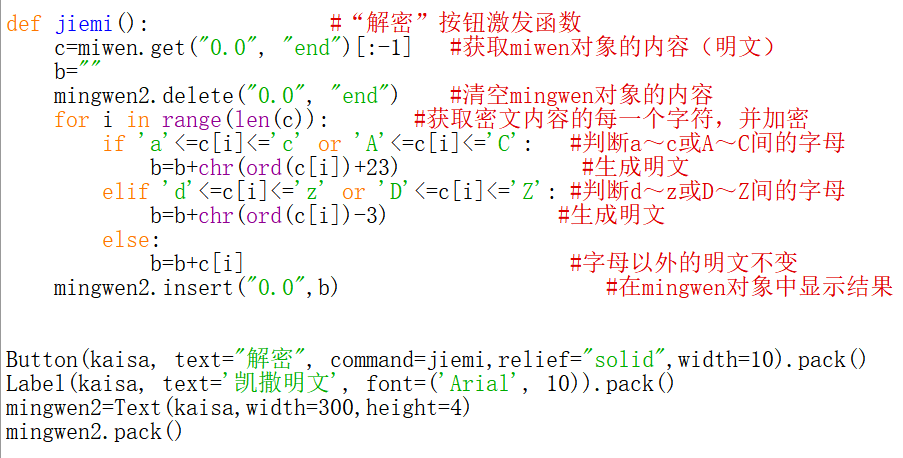 def jiemi():                #“解密”按钮激发函数
    c=miwen.get("0.0", "end")[:-1]   #获取miwen对象的内容（明文）
    b=""
    mingwen2.delete("0.0", "end")    #清空mingwen对象的内容
    for i in range(len(c)):       #获取密文内容的每一个字符，并加密
        if 'a'<=c[i]<='c' or 'A'<=c[i]<='C':   #判断a～c或A～C间的字母
            b=b+chr(ord(c[i])+23)               #生成明文
        elif 'd'<=c[i]<='z' or 'D'<=c[i]<='Z': #判断d～z或D～Z间的字母
            b=b+chr(ord(c[i])-3)              #生成明文
        else:
            b=b+c[i]                           #字母以外的明文不变
    mingwen2.insert("0.0",b)                      #在mingwen对象中显示结果
Button(kaisa, text="解密", command=jiemi,relief="solid",width=10).pack()
Label(kaisa, text='凯撒明文', font=('Arial', 10)).pack()
mingwen2=Text(kaisa,width=300,height=4)
mingwen2.pack()